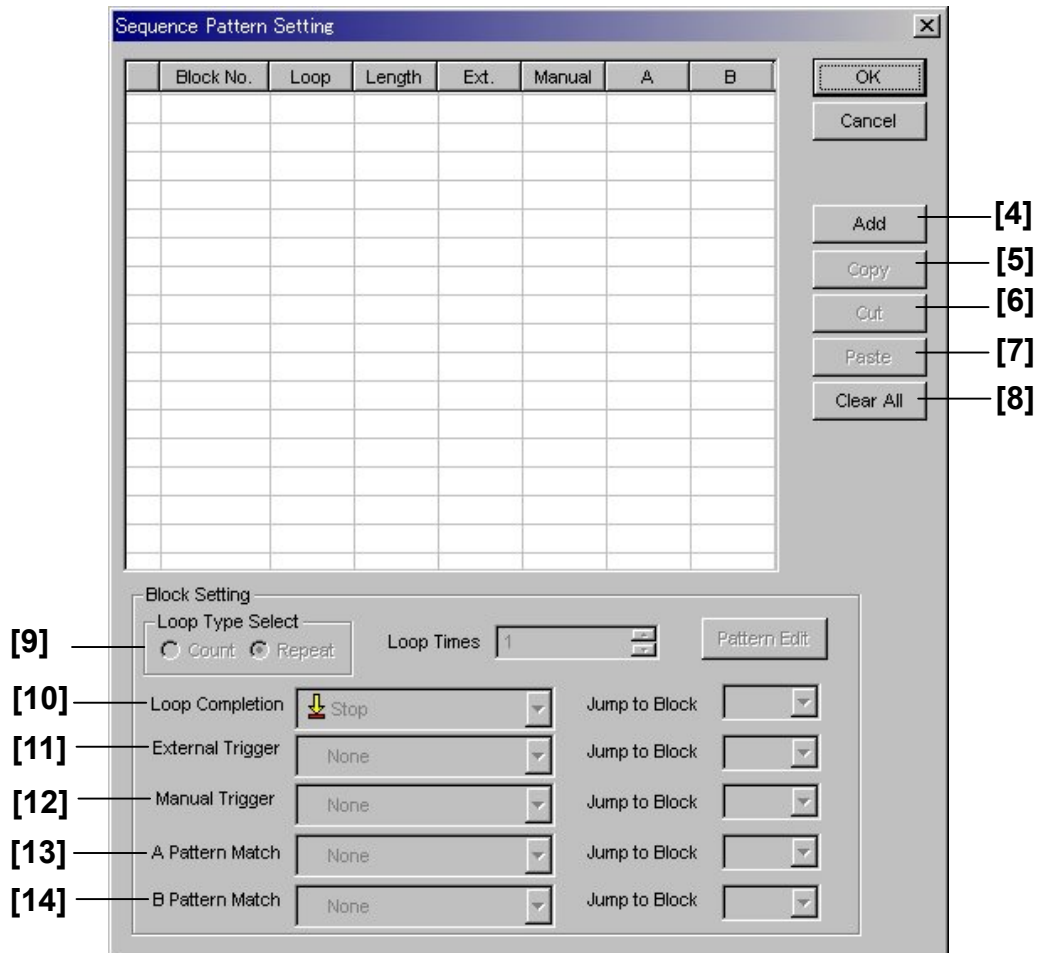 Sequence Pattern Setting
Block No. Loop Length Ext. Manual A B
OK
Cancel
Add [4]
Copy [5]
Cut [6]
Paste [7]
Clear All [8]
Block Setting
Loop Type Select
[9] Count Repeat Loop Times 1 Pattern Edit
[10] Loop Completion Stop Jump to Block
[11] External Trigger None Jump to Block
[12] Manual Trigger None Jump to Block
[13] A Pattern Match None Jump to Block
[14] B Pattern Match None Jump to Block